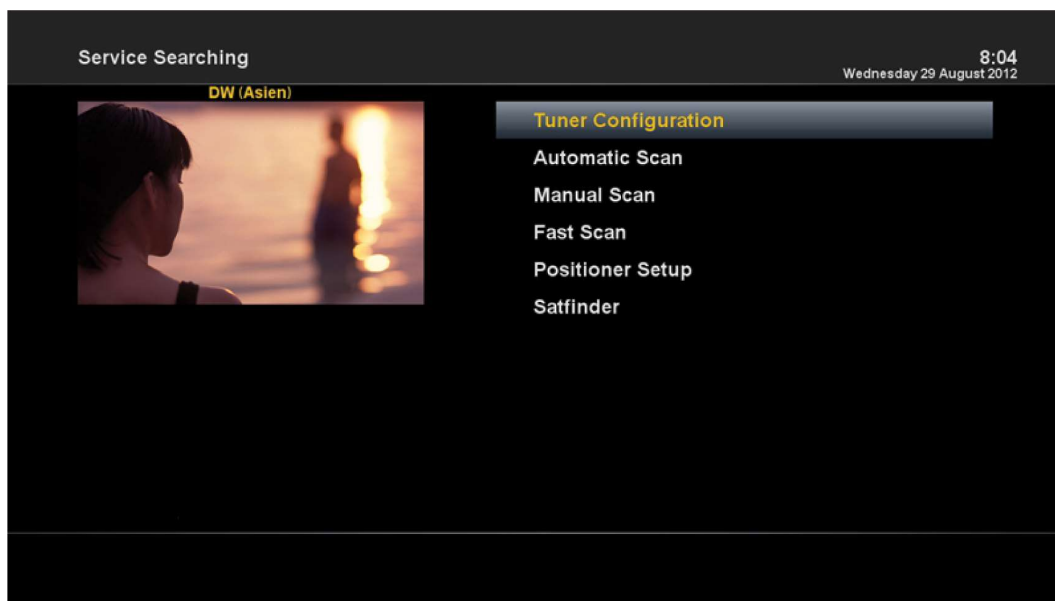 Service Searching
8:04
Wednesday 29 August 2012
DW (Asien)
Tuner Configuration
Automatic Scan
Manual Scan
Fast Scan
Positioner Setup
Satfinder